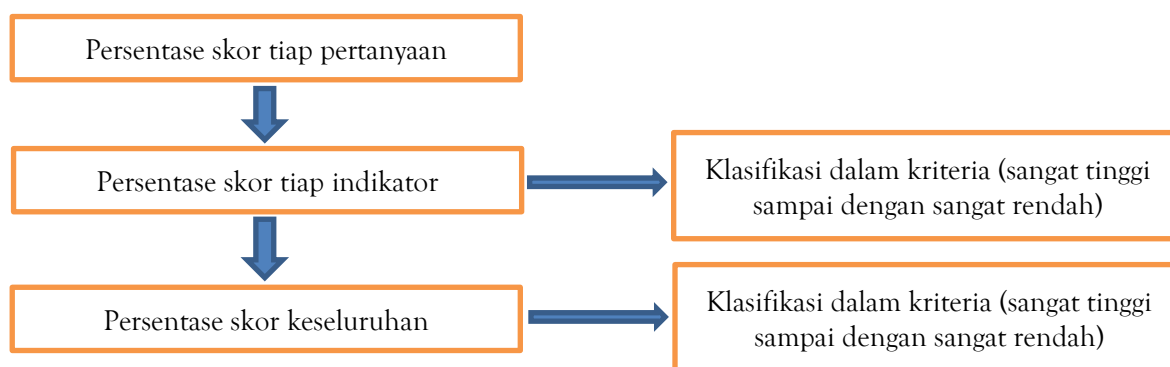 Persentase skor tiap pertanyaan
Persentase skor tiap indikator
Klasifikasi dalam kriteria (sangat tinggi
sampai dengan sangat rendah)
Persentase skor keseluruhan
Klasifikasi dalam kriteria (sangat tinggi
sampai dengan sangat rendah)